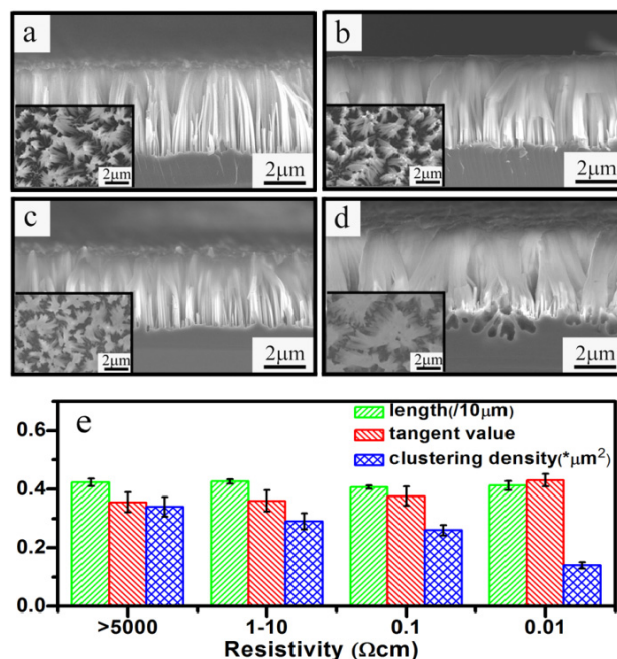 a
b
2μm
2μm
2μm
2μm
c
d
2μm
2μm
2μm
2μm
e
length(/10μm)
tangent value
clustering density(*μm²)
0.6
0.4
0.2
0.0
>5000
1-10
0.1
0.01
Resistivity (Ωcm)